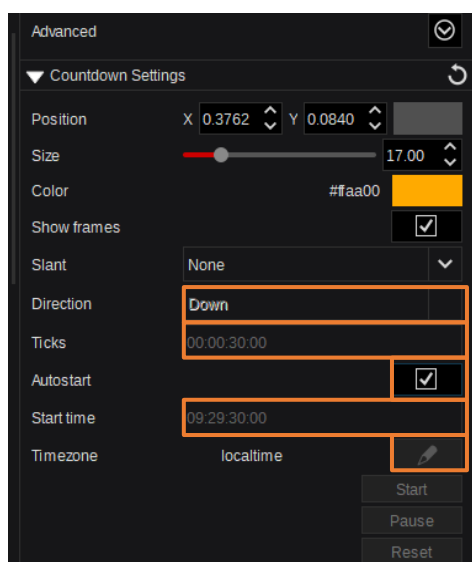 Advanced
Countdown Settings
Position X 0.3762 Y 0.0840
Size 17.00
Color #ffaa00
Show frames
Slant None
Direction Down
Ticks 00:00:30:00
Autostart
Start time 09:29:30:00
Timezone localtime
Start
Pause
Reset